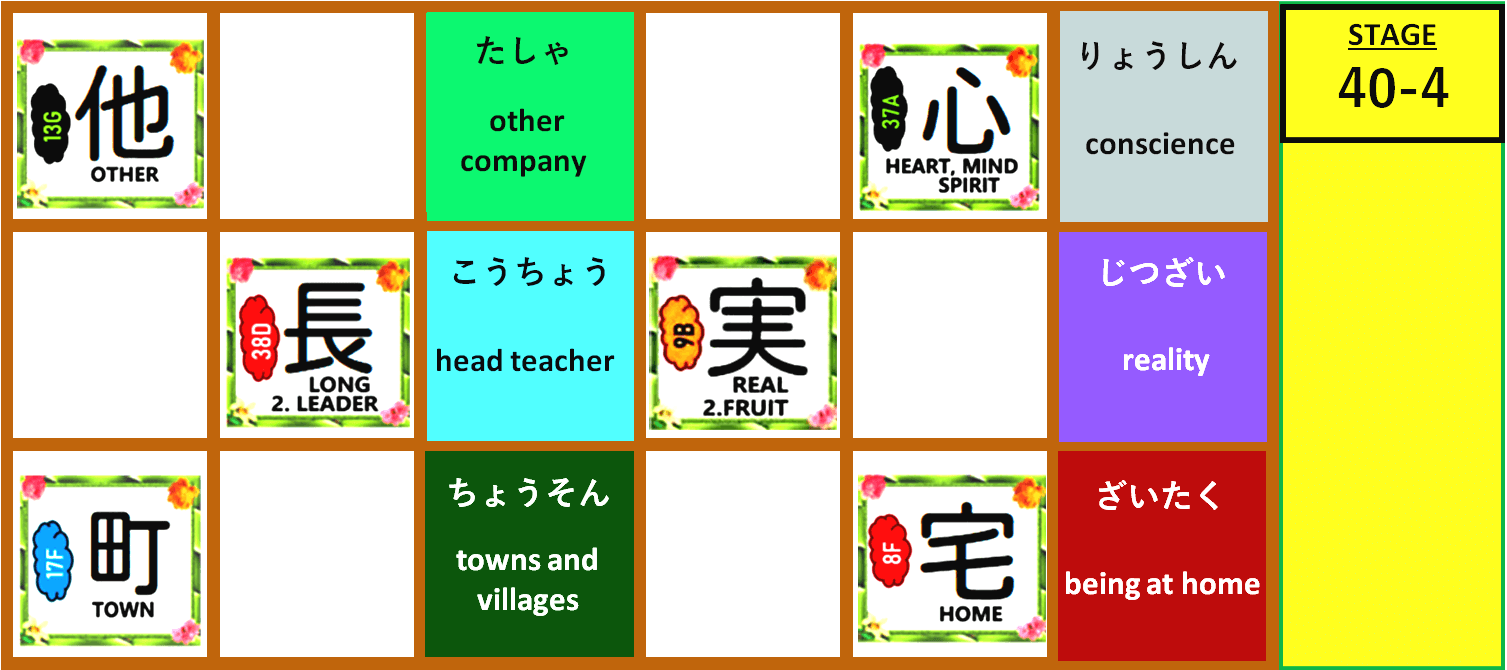 13G
他
OTHER
たしゃ
other
company
37A
心
HEART, MIND
SPIRIT
りょうしん
conscience
STAGE
40-4
38D
長
LONG
2. LEADER
こうちょう
head teacher
9B
実
REAL
2.FRUIT
じつざい
reality
17F
町
TOWN
ちょうそん
towns and
villages
8F
宅
HOME
ざいたく
being at home